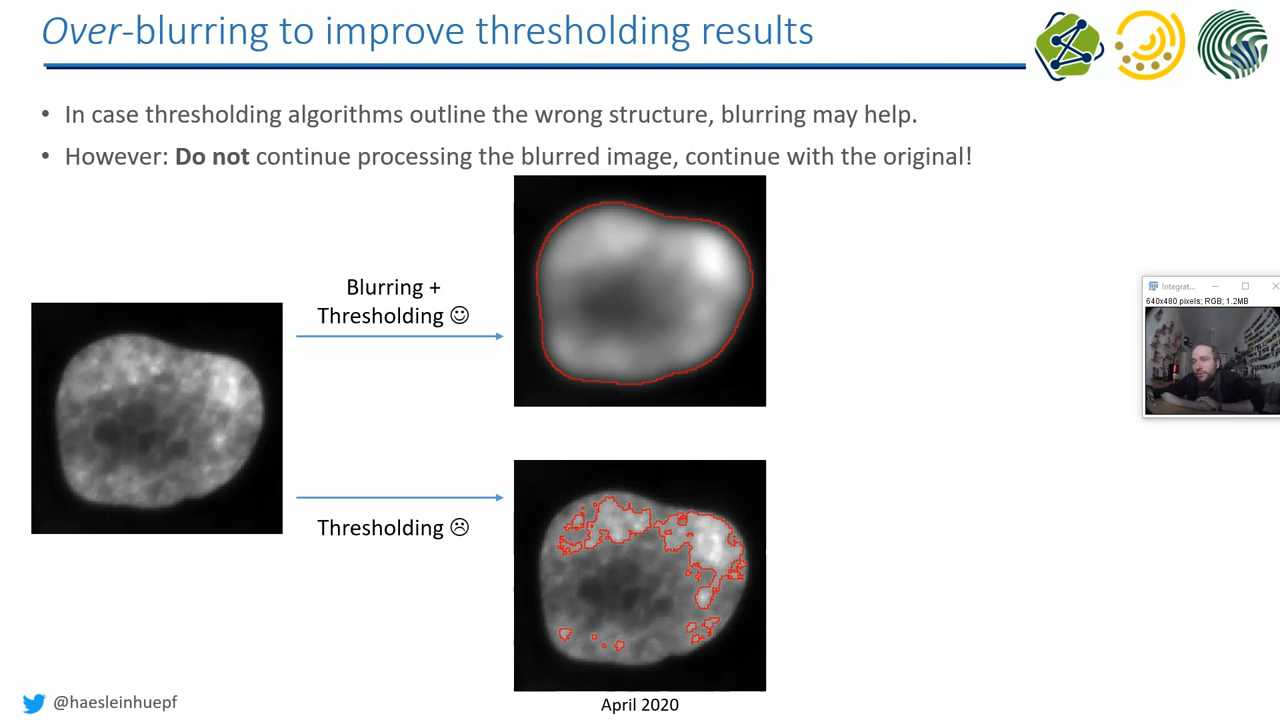 Over-blurring to improve thresholding results
• In case thresholding algorithms outline the wrong structure, blurring may help.
• However: Do not continue processing the blurred image, continue with the original!
Blurring +
Thresholding ☺
Integrat...
640x480 pixels; RGB; 1.2MB
Thresholding ☹
@haesleinhuepf
April 2020